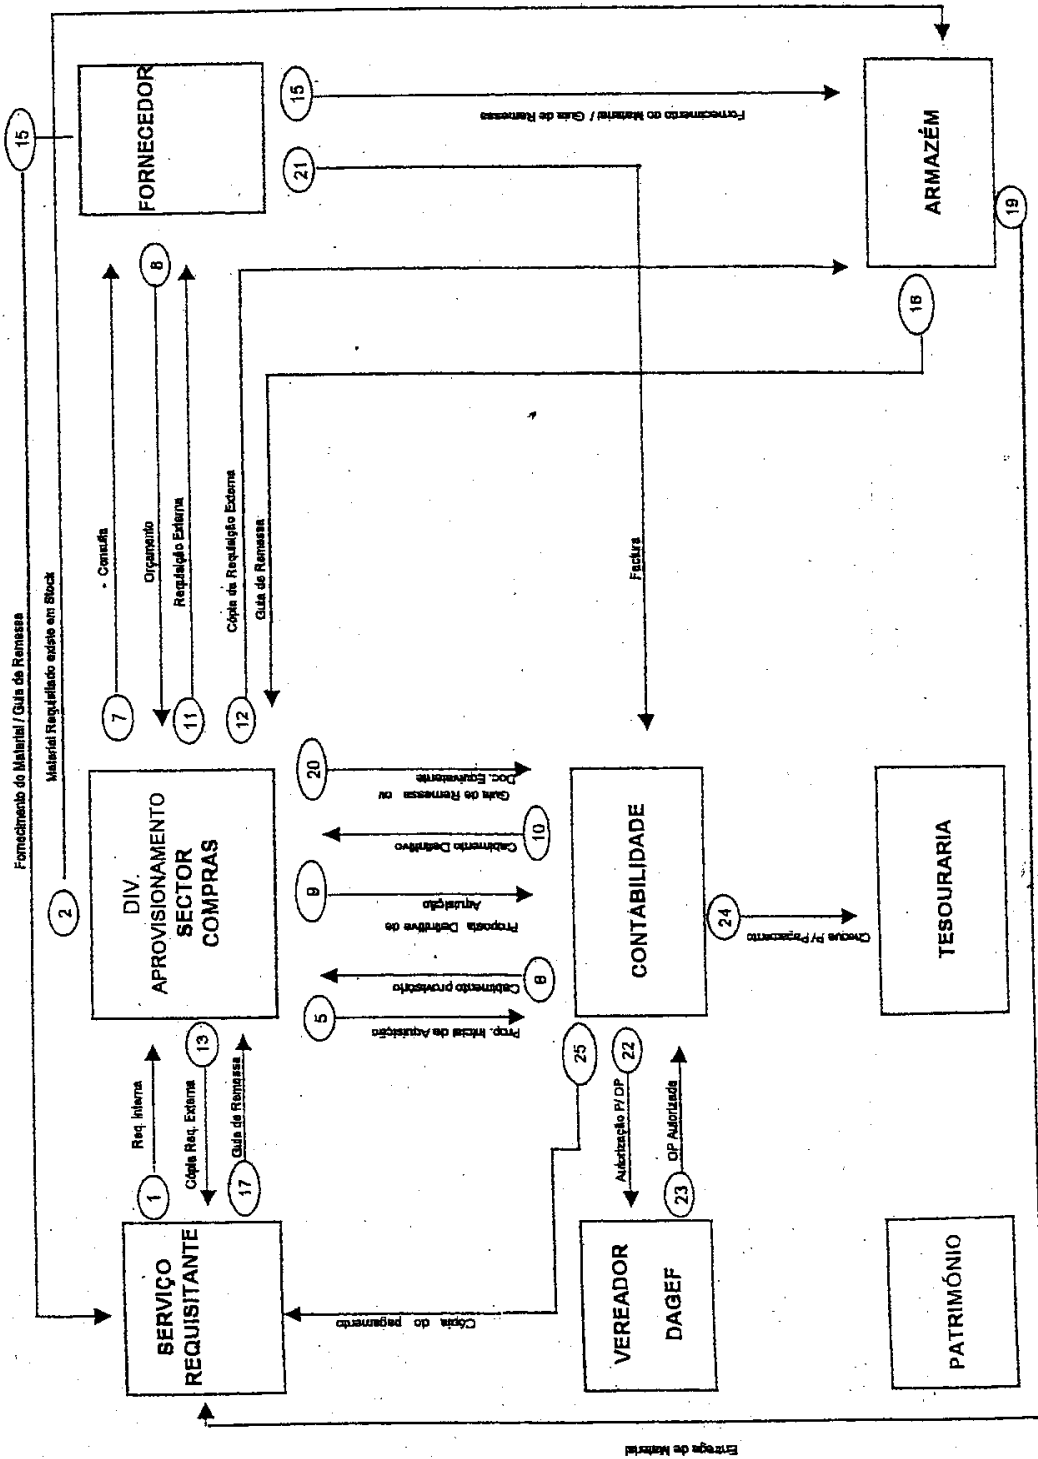 Fornecimento do Material / Guia de Remessa
Material Requisitado existe em Stock
15
2
SERVIÇO
REQUISITANTE
1
Req. Interna
13
Cópia Req. Externa
17
Guia de Remessa
DIV.
APROVISIONAMENTO
SECTOR
COMPRAS
7
- Consulta
8
Orçamento
11
Requisição Externa
12
Cópia da Requisição Externa
Guia de Remessa
FORNECEDOR
15
Fornecimento do Material / Guia de Remessa
21
Factura
5
Prop. Inicial de Aquisição
6
Cabimento provisório
9
Proposta Definitiva de
Aquisição
10
Cabimento Definitivo
20
Guia de Remessa ou
Doc. Equivalente
Cópia do pagamento
25
VEREADOR
DAGEF
22
Autorização P/ OP
23
OP Autorizada
CONTABILIDADE
24
Cheque P/ Pagamento
PATRIMÓNIO
TESOURARIA
16
ARMAZÉM
19
Entrega de Material